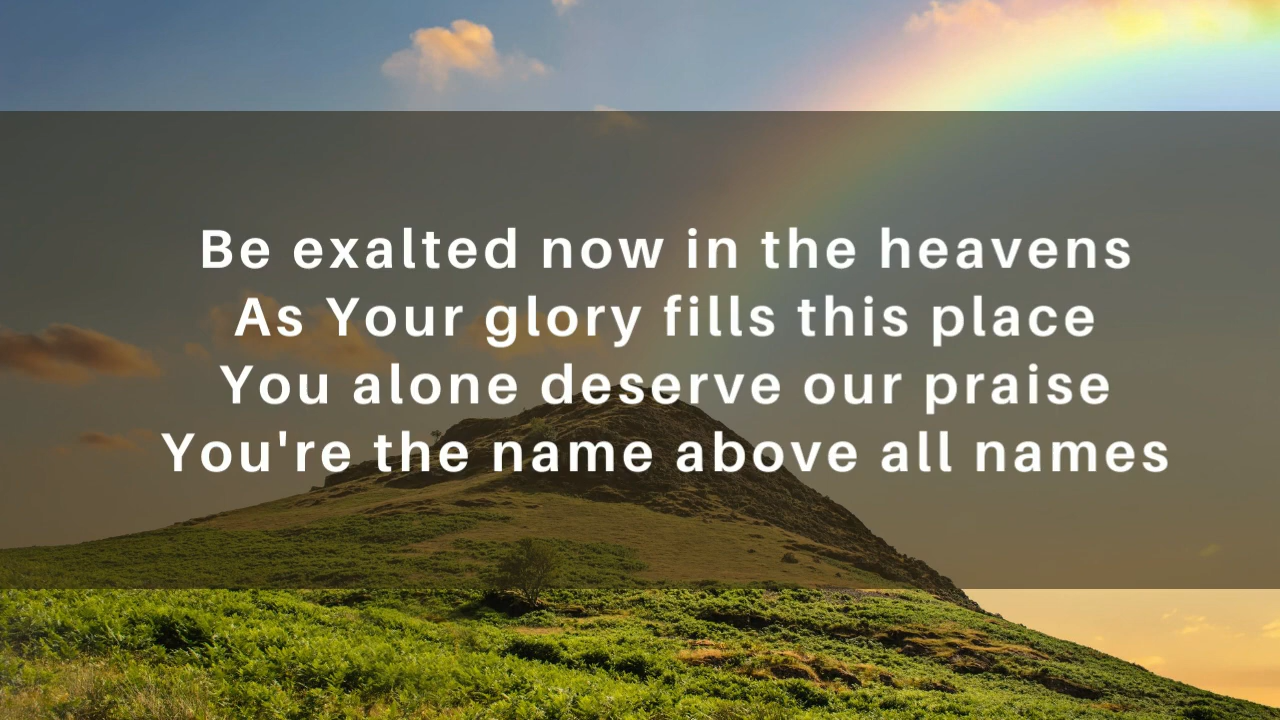 Be exalted now in the heavens
As Your glory fills this place
You alone deserve our praise
You're the name above all names